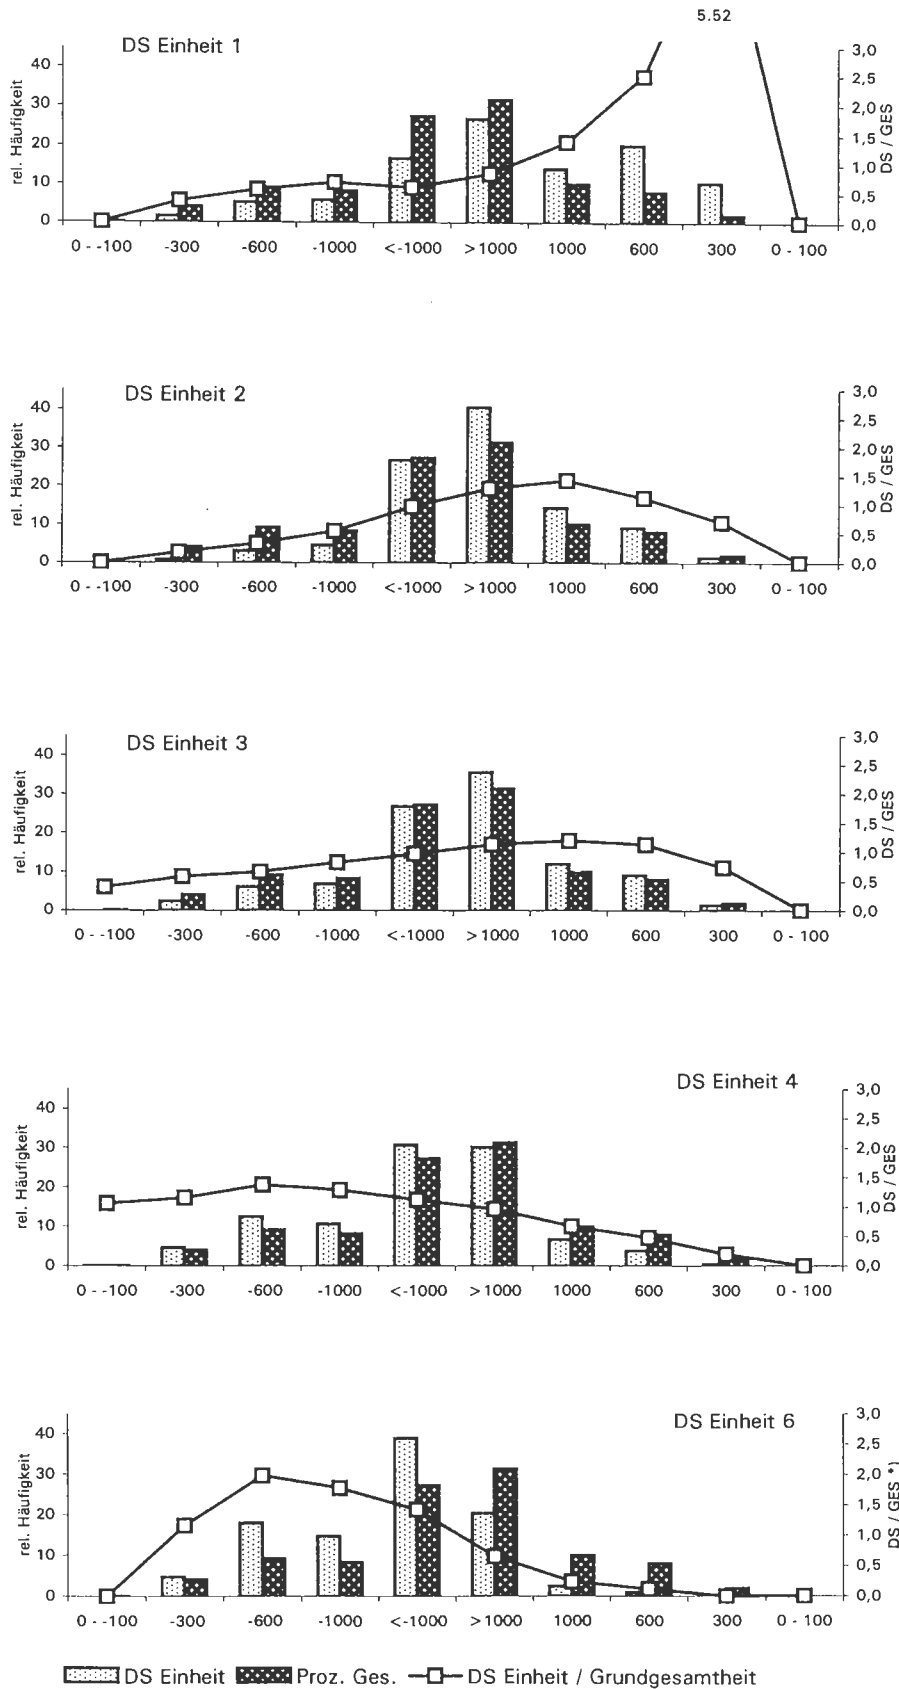 5.52
DS Einheit 1
rel. Häufigkeit
40
30
20
10
0
3,0
2,5
2,0
1,5
1,0
0,5
0,0
DS / GES
0 - -100 -300 -600 -1000 <-1000 >1000 1000 600 300 0 - 100
DS Einheit 2
rel. Häufigkeit
40
30
20
10
0
3,0
2,5
2,0
1,5
1,0
0,5
0,0
DS / GES
0 - -100 -300 -600 -1000 <-1000 >1000 1000 600 300 0 - 100
DS Einheit 3
rel. Häufigkeit
40
30
20
10
0
3,0
2,5
2,0
1,5
1,0
0,5
0,0
DS / GES
0 - -100 -300 -600 -1000 <-1000 >1000 1000 600 300 0 - 100
DS Einheit 4
rel. Häufigkeit
40
30
20
10
0
3,0
2,5
2,0
1,5
1,0
0,5
0,0
DS / GES
0 - -100 -300 -600 -1000 <-1000 >1000 1000 600 300 0 - 100
DS Einheit 6
rel. Häufigkeit
40
30
20
10
0
3,0
2,5
2,0
1,5
1,0
0,5
0,0
DS / GES *)
0 - -100 -300 -600 -1000 <-1000 >1000 1000 600 300 0 - 100
DS Einheit Proz. Ges. DS Einheit / Grundgesamtheit